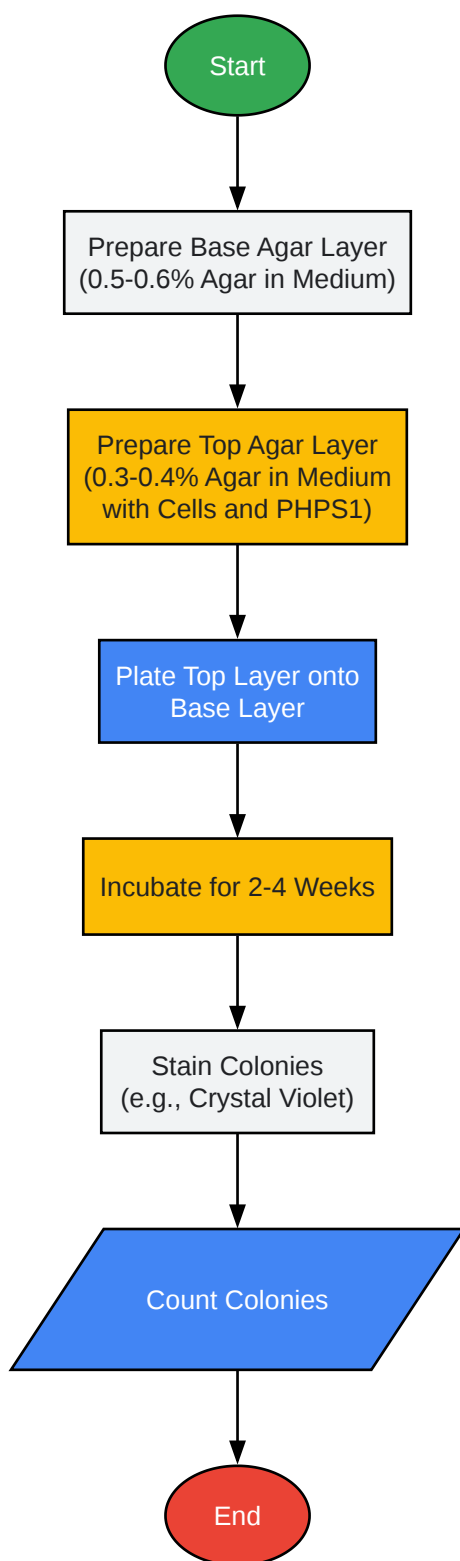 Start
Prepare Base Agar Layer
(0.5-0.6% Agar in Medium)
Prepare Top Agar Layer
(0.3-0.4% Agar in Medium
with Cells and PHPS1)
Plate Top Layer onto
Base Layer
Incubate for 2-4 Weeks
Stain Colonies
(e.g., Crystal Violet)
Count Colonies
End